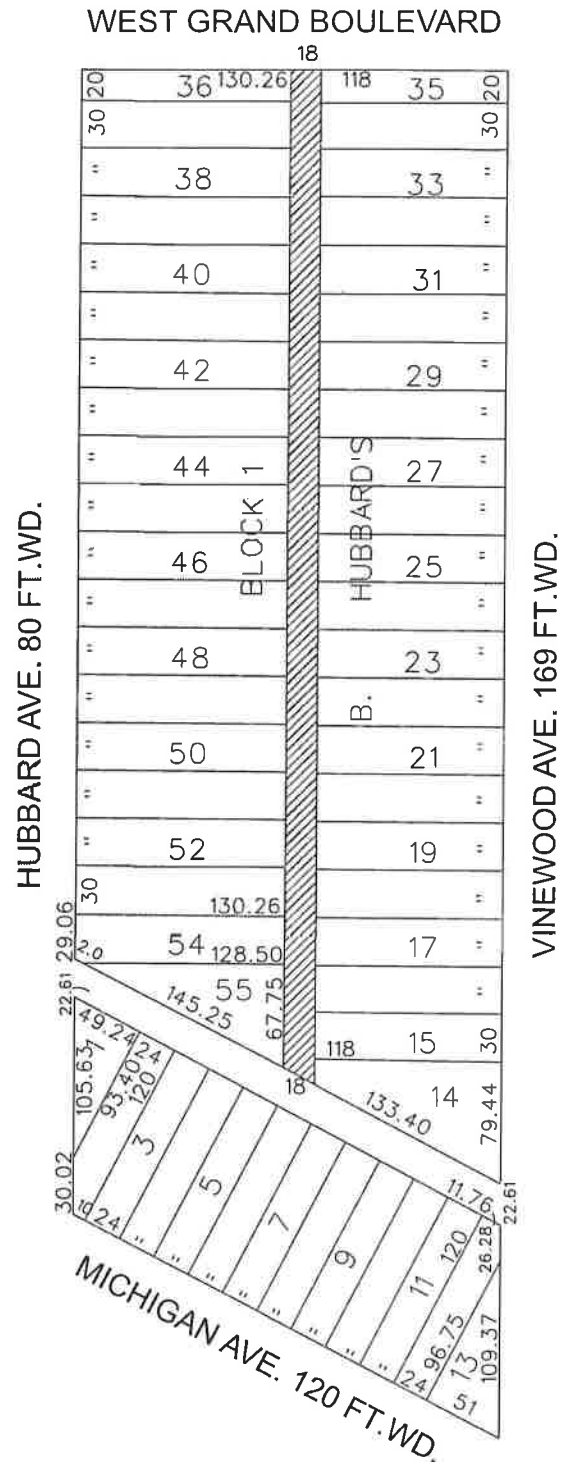 WEST GRAND BOULEVARD
18
20 36 130.26 118 35 20
30 30
" 38 33 "
" "
" 40 31 "
" "
" 42 29 "
" "
" 44 27 "
" "
" 46 25 "
" "
" 48 23 "
" "
" 50 21 "
" "
" 52 19 "
30 130.26 "
29.06 54 128.50 17 "
2.0 55 67.75 "
145.25 118 15 30
18 133.40 14 79.44
BLOCK 1
HUBBARD'S
B.
HUBBARD AVE. 80 FT.WD.
VINEWOOD AVE. 169 FT.WD.
22.61 49.24 24
105.63 1 93.40 120 3 5 7 9 11 120
11.76 22.61
26.28
30.02 10 24 " " " " " " " " 24
96.75 13 109.37
51
MICHIGAN AVE. 120 FT.WD.